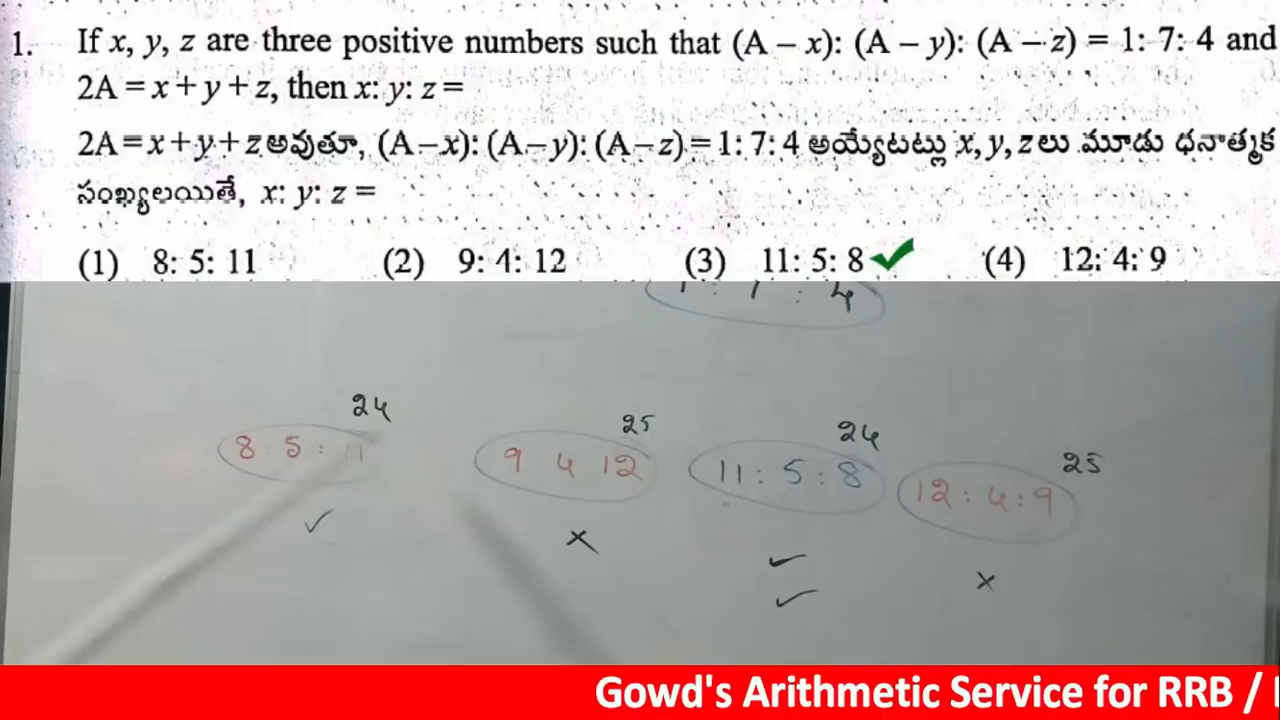 1. If x, y, z are three positive numbers such that (A – x): (A – y): (A – z) = 1: 7: 4 and
2A = x + y + z, then x: y: z =
2A = x + y + z అవుతూ, (A – x): (A – y): (A – z) = 1: 7: 4 అయ్యేటట్లు x, y, z లు మూడు ధనాత్మక
సంఖ్యలయితే, x: y: z =
(1) 8: 5: 11 (2) 9: 4: 12 (3) 11: 5: 8 (4) 12: 4: 9
1 : 7 : 4
24 25 24 25
8 : 5 : 11 9 4 12 11 : 5 : 8 12 : 4 : 9
Gowd's Arithmetic Service for RRB /